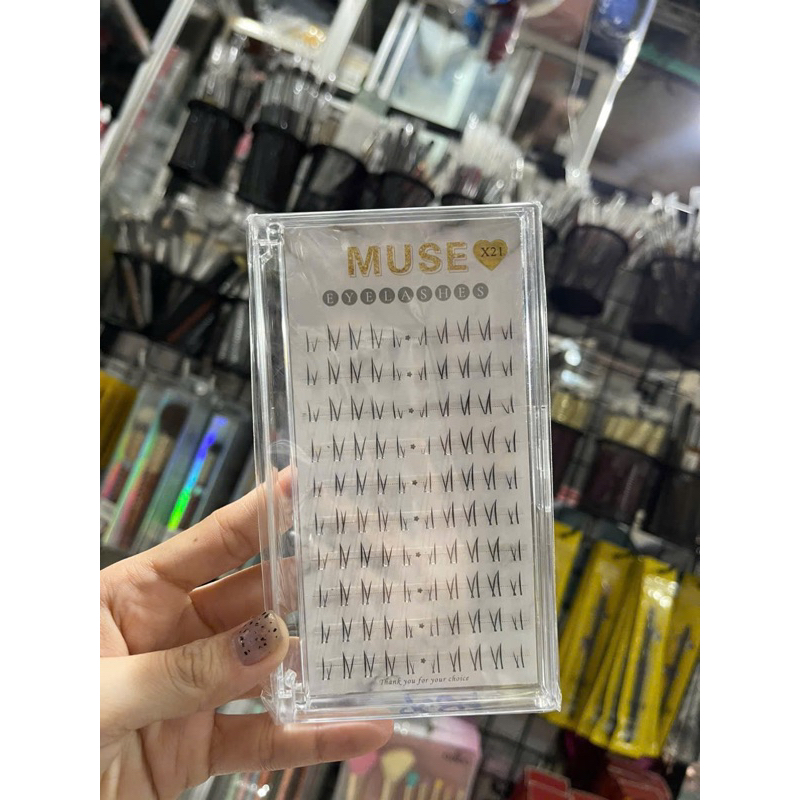 MUSE X21
EYELASHES
Thank you for your choice